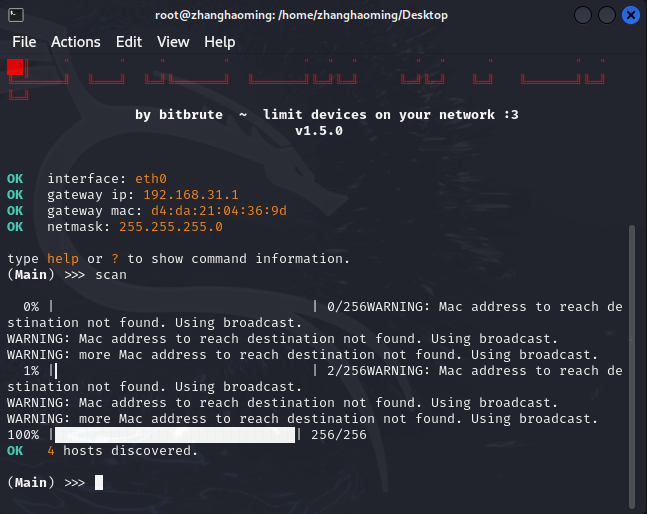 root@zhanghaoming: /home/zhanghaoming/Desktop
File Actions Edit View Help
by bitbrute ~ limit devices on your network :3
v1.5.0
OK interface: eth0
OK gateway ip: 192.168.31.1
OK gateway mac: d4:da:21:04:36:9d
OK netmask: 255.255.255.0
type help or ? to show command information.
(Main) >>> scan
0% | | 0/256WARNING: Mac address to reach de
stination not found. Using broadcast.
WARNING: Mac address to reach destination not found. Using broadcast.
WARNING: more Mac address to reach destination not found. Using broadcast.
1% | | 2/256WARNING: Mac address to reach de
stination not found. Using broadcast.
WARNING: Mac address to reach destination not found. Using broadcast.
WARNING: more Mac address to reach destination not found. Using broadcast.
100% | | 256/256
OK 4 hosts discovered.
(Main) >>>